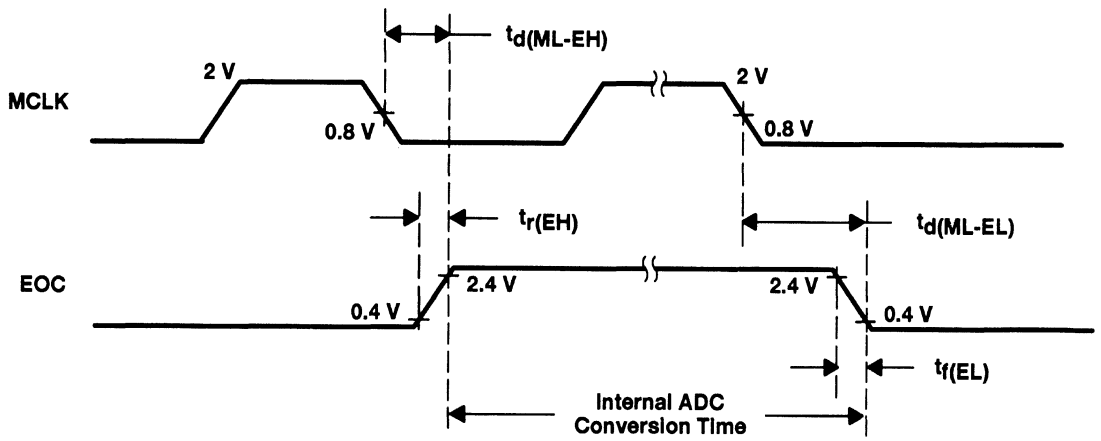 td(ML-EH)
2 V
2 V
MCLK
0.8 V
0.8 V
tr(EH)
td(ML-EL)
EOC
2.4 V
2.4 V
0.4 V
0.4 V
tf(EL)
Internal ADC
Conversion Time